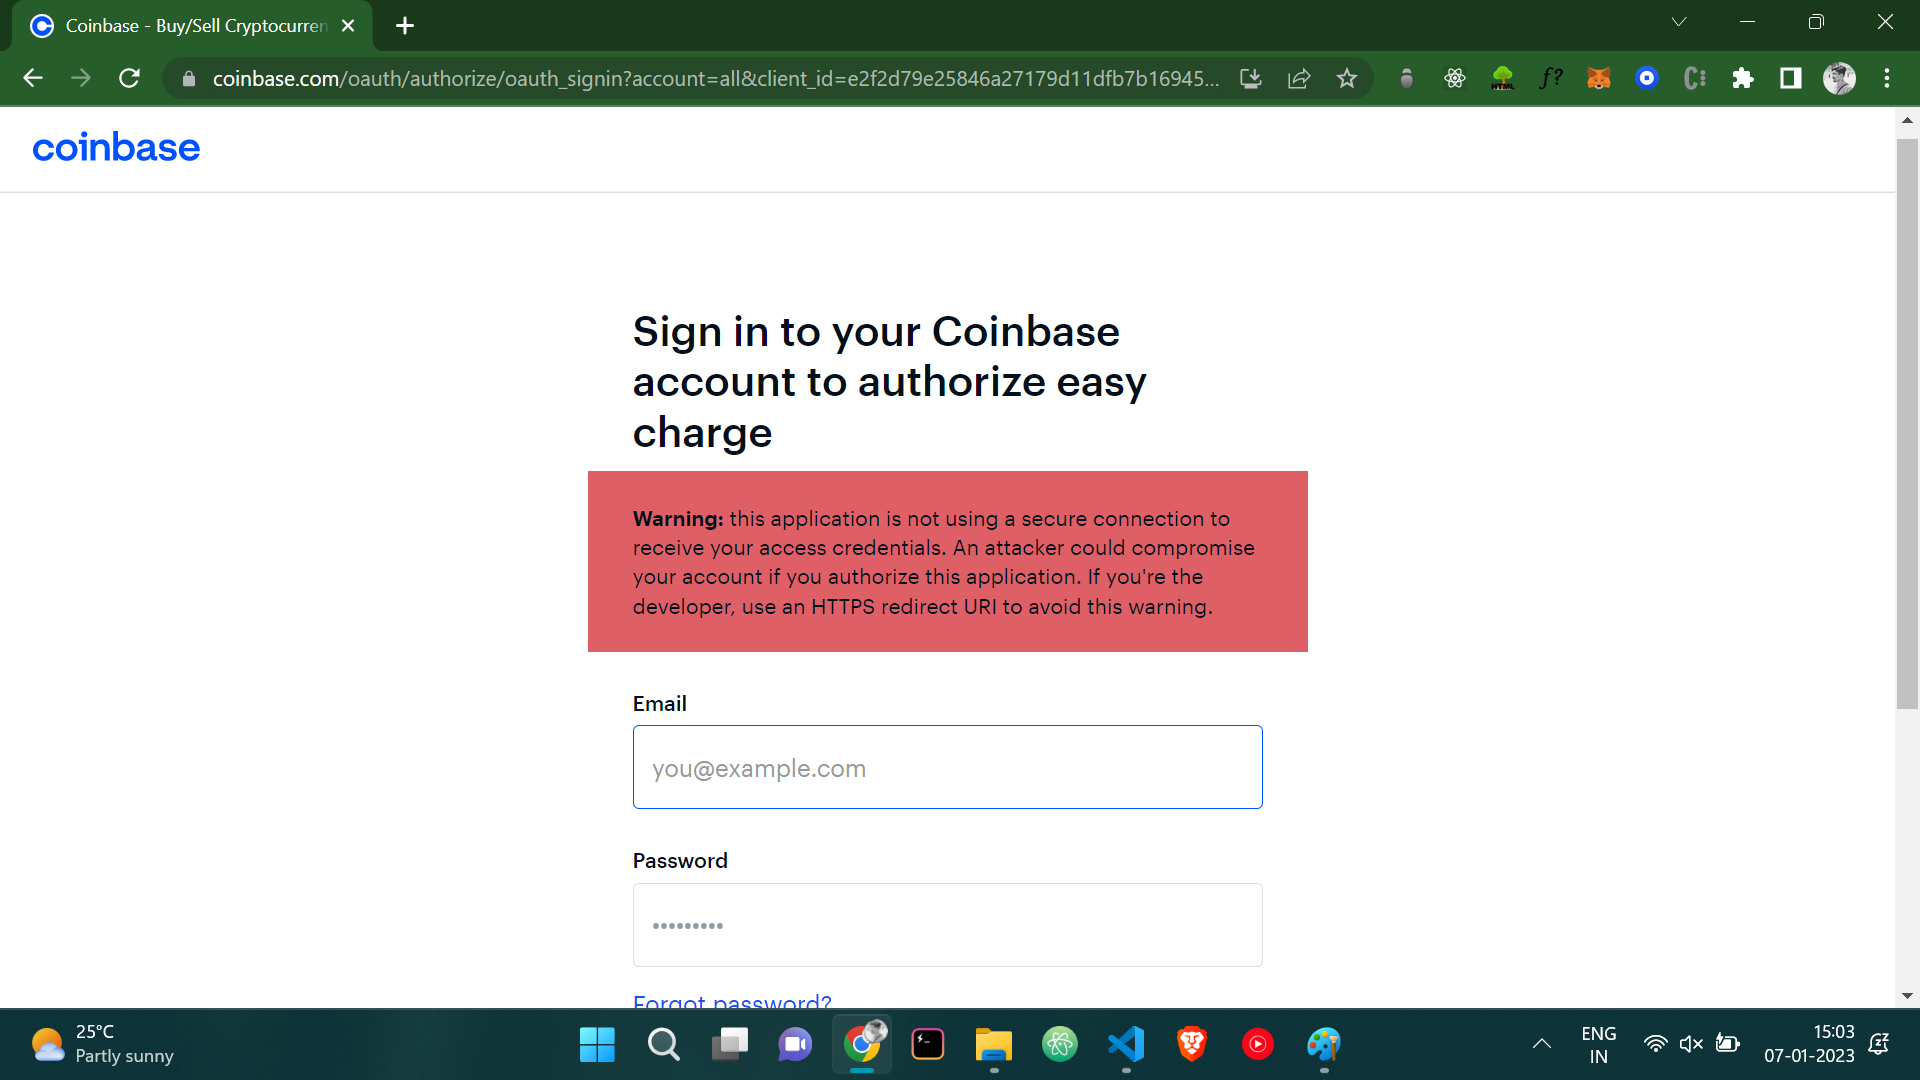 Coinbase - Buy/Sell Cryptocurren
coinbase.com/oauth/authorize/oauth_signin?account=all&client_id=e2f2d79e25846a27179d11dfb7b16945...
HTML
ƒ?
coinbase
Sign in to your Coinbase
account to authorize easy
charge
Warning: this application is not using a secure connection to
receive your access credentials. An attacker could compromise
your account if you authorize this application. If you're the
developer, use an HTTPS redirect URI to avoid this warning.
Email
you@example.com
Password
•••••••••
Forgot password?
25°C
Partly sunny
ENG
IN
15:03
07-01-2023